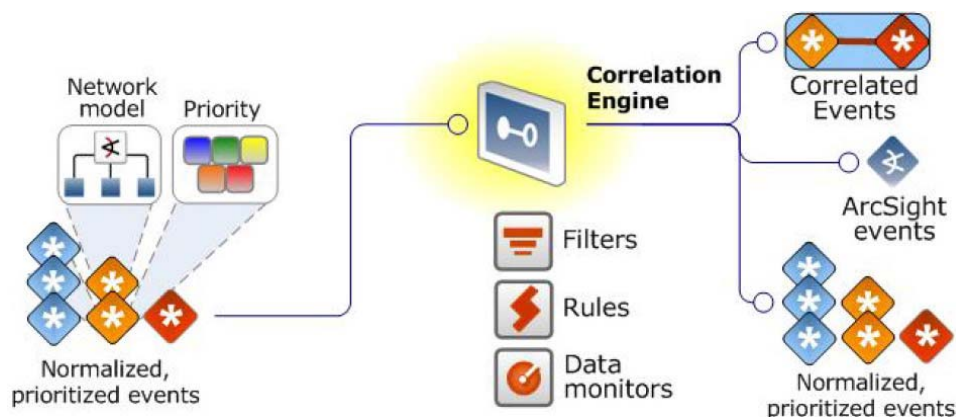 Network
model
Priority
Normalized,
prioritized events
Correlation
Engine
Filters
Rules
Data
monitors
Correlated
Events
ArcSight
events
Normalized,
prioritized events